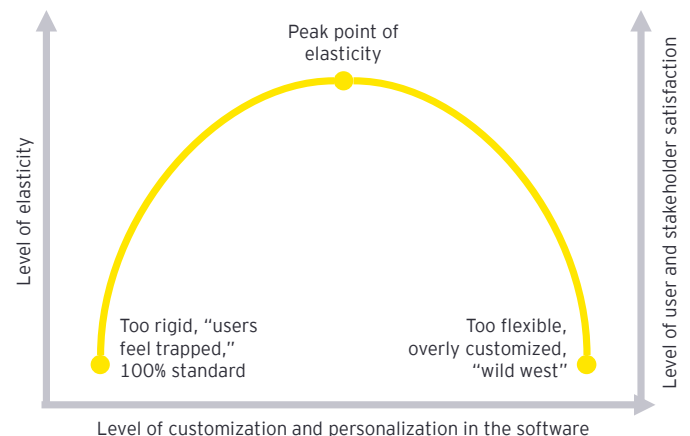 Peak point of
elasticity
Level of elasticity
Level of user and stakeholder satisfaction
Too rigid, “users
feel trapped,”
100% standard
Too flexible,
overly customized,
“wild west”
Level of customization and personalization in the software